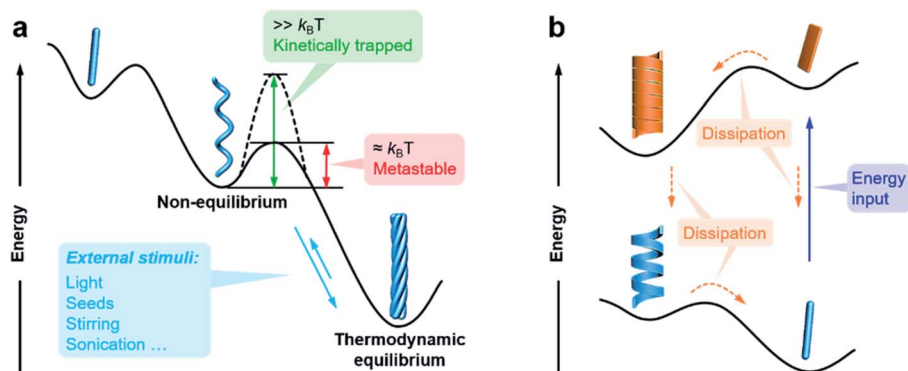 a
>> kBT
Kinetically trapped
≈ kBT
Metastable
Non-equilibrium
Energy
External stimuli:
Light
Seeds
Stirring
Sonication ...
Thermodynamic
equilibrium
b
Dissipation
Energy
input
Dissipation
Energy